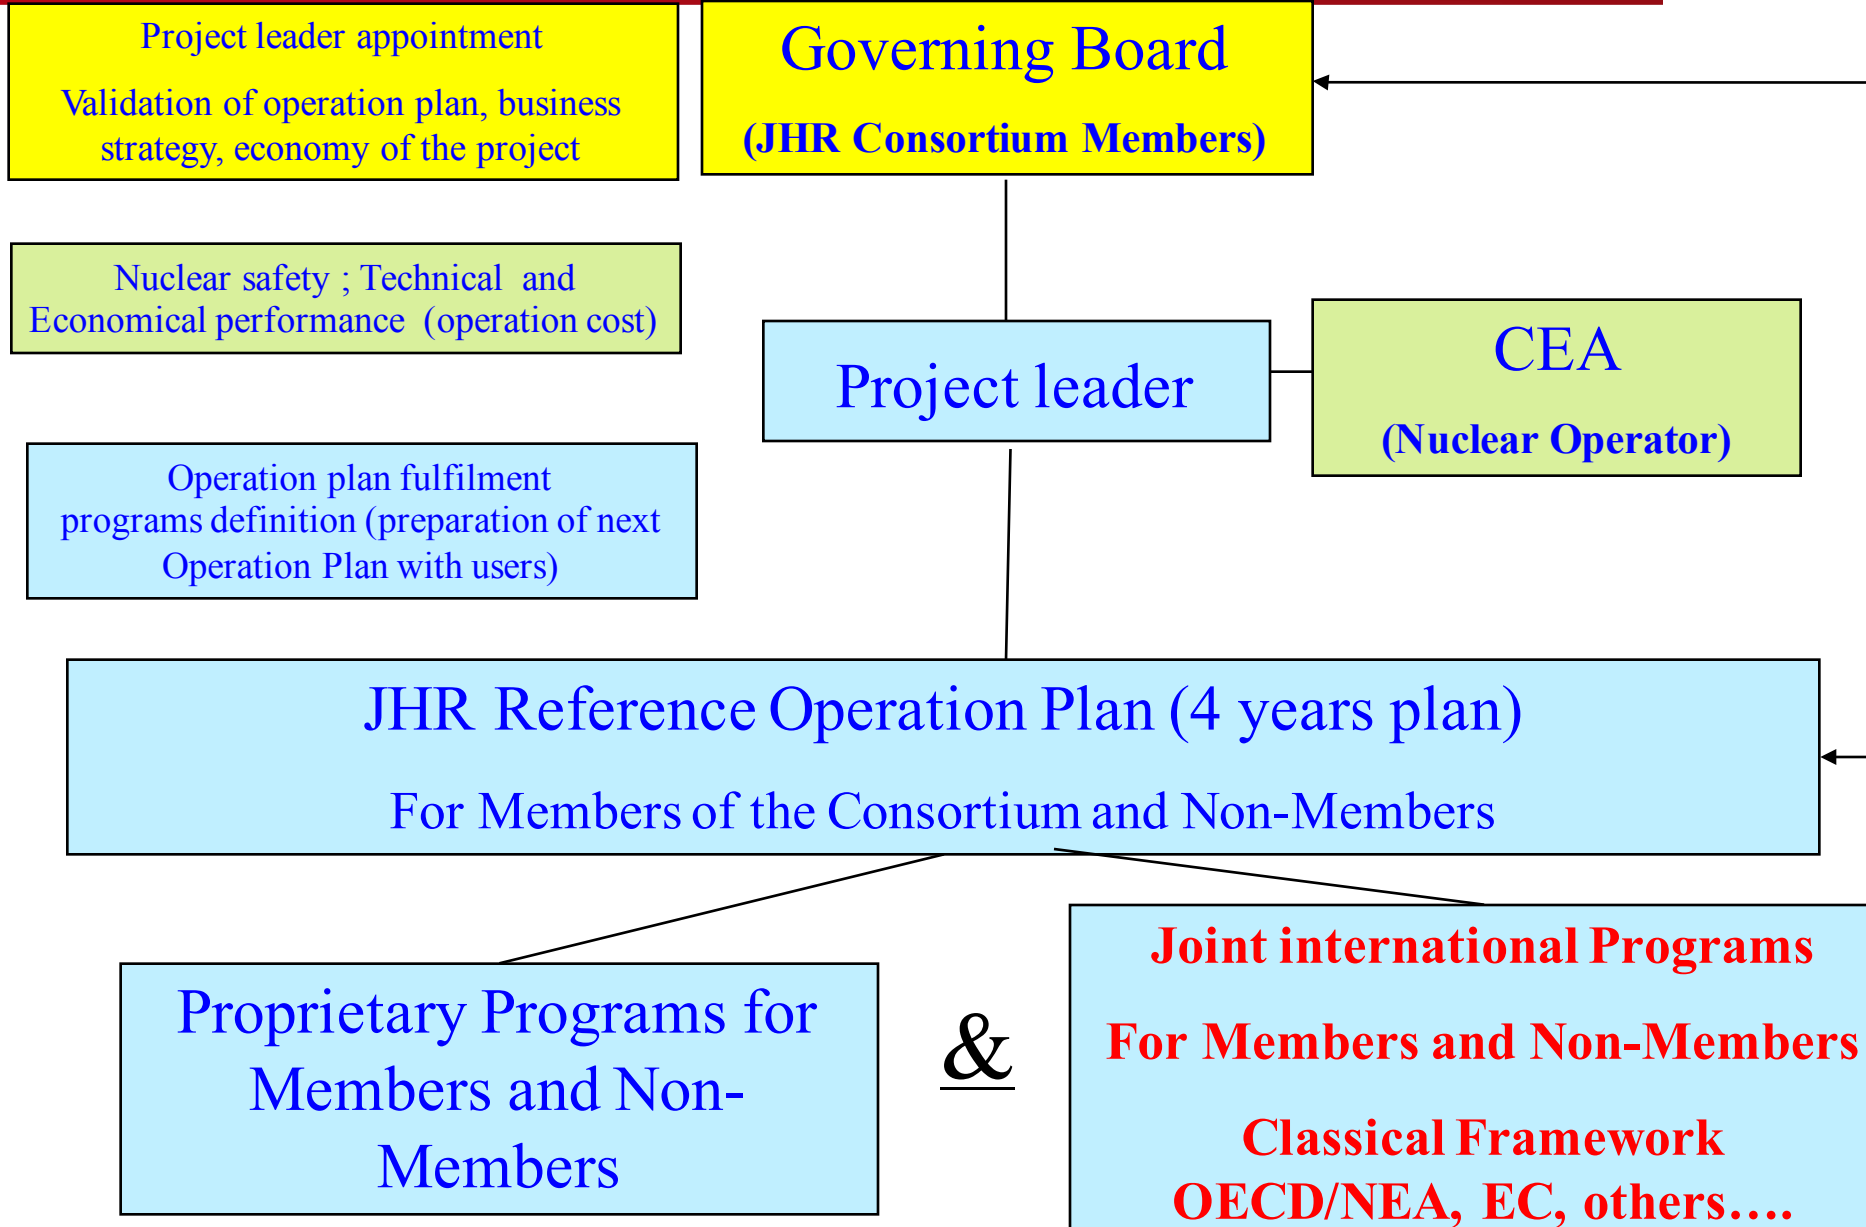 Project leader appointment
Validation of operation plan, business
strategy, economy of the project
Governing Board
(JHR Consortium Members)
Nuclear safety ; Technical and
Economical performance (operation cost)
Project leader
CEA
(Nuclear Operator)
Operation plan fulfilment
programs definition (preparation of next
Operation Plan with users)
JHR Reference Operation Plan (4 years plan)
For Members of the Consortium and Non-Members
Proprietary Programs for
Members and Non-
Members
&
Joint international Programs
For Members and Non-Members
Classical Framework
OECD/NEA, EC, others….